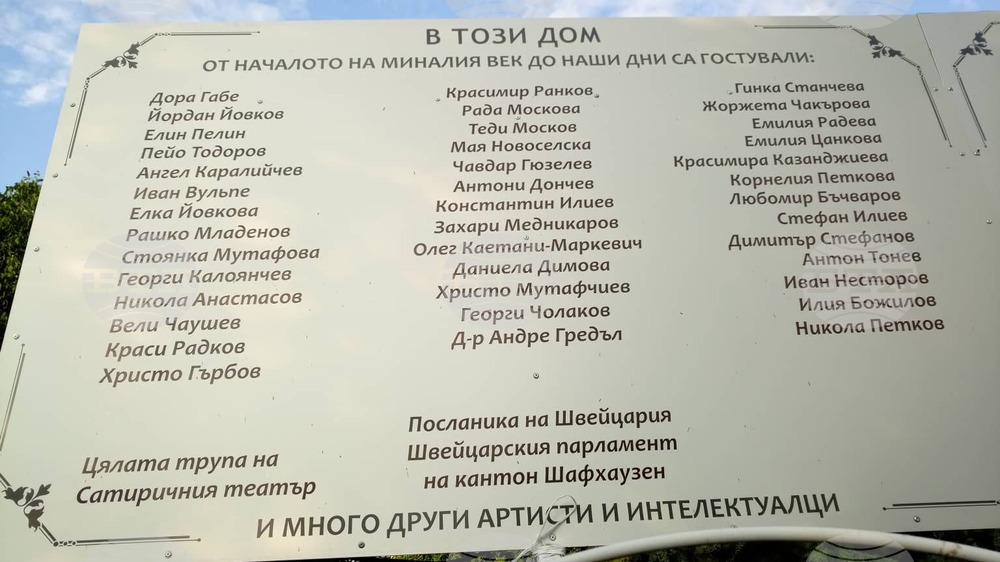 В ТОЗИ ДОМ
ОТ НАЧАЛОТО НА МИНАЛИЯ ВЕК ДО НАШИ ДНИ СА ГОСТУВАЛИ:
Дора Габе
Йордан Йовков
Елин Пелин
Пейо Тодоров
Ангел Каралийчев
Иван Вульпе
Елка Йовкова
Рашко Младенов
Стоянка Мутафова
Георги Калоянчев
Никола Анастасов
Вели Чаушев
Краси Радков
Христо Гърбов
Красимир Ранков
Рада Москова
Теди Москов
Мая Новоселска
Чавдар Гюзелев
Антони Дончев
Константин Илиев
Захари Медникаров
Олег Каетани-Маркевич
Даниела Димова
Христо Мутафчиев
Георги Чолаков
Д-р Андре Гредъл
Гинка Станчева
Жоржета Чакърова
Емилия Радева
Емилия Цанкова
Красимира Казанджиева
Корнелия Петкова
Любомир Бъчваров
Стефан Илиев
Димитър Стефанов
Антон Тонев
Иван Несторов
Илия Божилов
Никола Петков
Цялата трупа на
Сатиричния театър
Посланика на Швейцария
Швейцарския парламент
на кантон Шафхаузен
И МНОГО ДРУГИ АРТИСТИ И ИНТЕЛЕКТУАЛЦИ